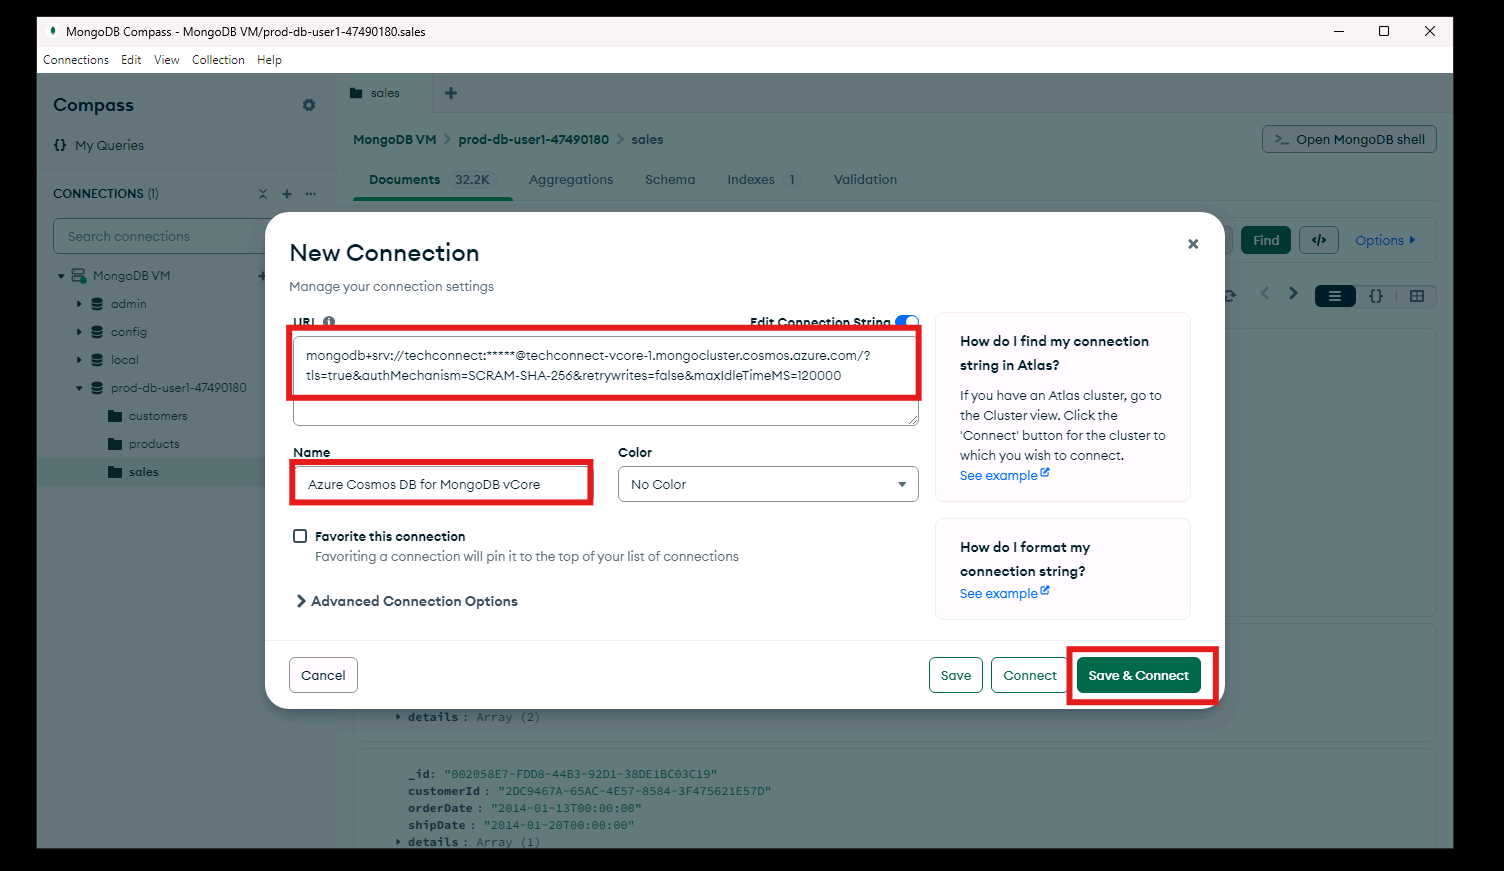 MongoDB Compass - MongoDB VM/prod-db-user1-47490180.sales
Connections Edit View Collection Help
Compass
My Queries
CONNECTIONS (1)
Search connections
MongoDB VM
admin
config
local
prod-db-user1-47490180
customers
products
sales
sales
MongoDB VM > prod-db-user1-47490180 > sales
>_ Open MongoDB shell
Documents 32.2K Aggregations Schema Indexes 1 Validation
Find </> Options
New Connection
Manage your connection settings
URI
Edit Connection String
mongodb+srv://techconnect:*****@techconnect-vcore-1.mongocluster.cosmos.azure.com/?
tls=true&authMechanism=SCRAM-SHA-256&retrywrites=false&maxIdleTimeMS=120000
Name
Azure Cosmos DB for MongoDB vCore
Color
No Color
Favorite this connection
Favoriting a connection will pin it to the top of your list of connections
Advanced Connection Options
How do I find my connection
string in Atlas?
If you have an Atlas cluster, go to
the Cluster view. Click the
'Connect' button for the cluster to
which you wish to connect.
See example
How do I format my
connection string?
See example
Cancel
Save
Connect
Save & Connect
details : Array (2)
_id: "002058E7-FDD8-44B3-92D1-38DE1BC03C19"
customerId : "2DC9467A-65AC-4E57-8584-3F475621E57D"
orderDate : "2014-01-13T00:00:00"
shipDate : "2014-01-20T00:00:00"
details : Array (1)